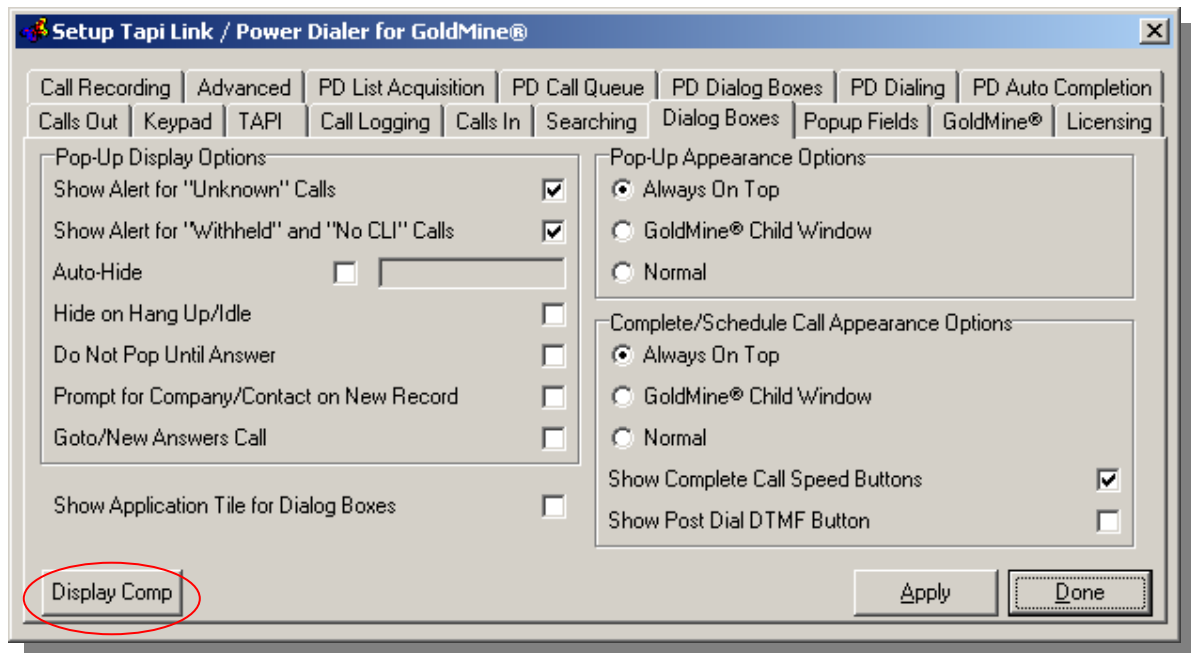 Setup Tapi Link / Power Dialer for GoldMine®
Call Recording Advanced PD List Acquisition PD Call Queue PD Dialog Boxes PD Dialing PD Auto Completion
Calls Out Keypad TAPI Call Logging Calls In Searching Dialog Boxes Popup Fields GoldMine® Licensing
Pop-Up Display Options
Show Alert for "Unknown" Calls
Show Alert for "Withheld" and "No CLI" Calls
Auto-Hide
Hide on Hang Up/Idle
Do Not Pop Until Answer
Prompt for Company/Contact on New Record
Goto/New Answers Call
Show Application Tile for Dialog Boxes
Pop-Up Appearance Options
Always On Top
GoldMine® Child Window
Normal
Complete/Schedule Call Appearance Options
Always On Top
GoldMine® Child Window
Normal
Show Complete Call Speed Buttons
Show Post Dial DTMF Button
Display Comp
Apply
Done